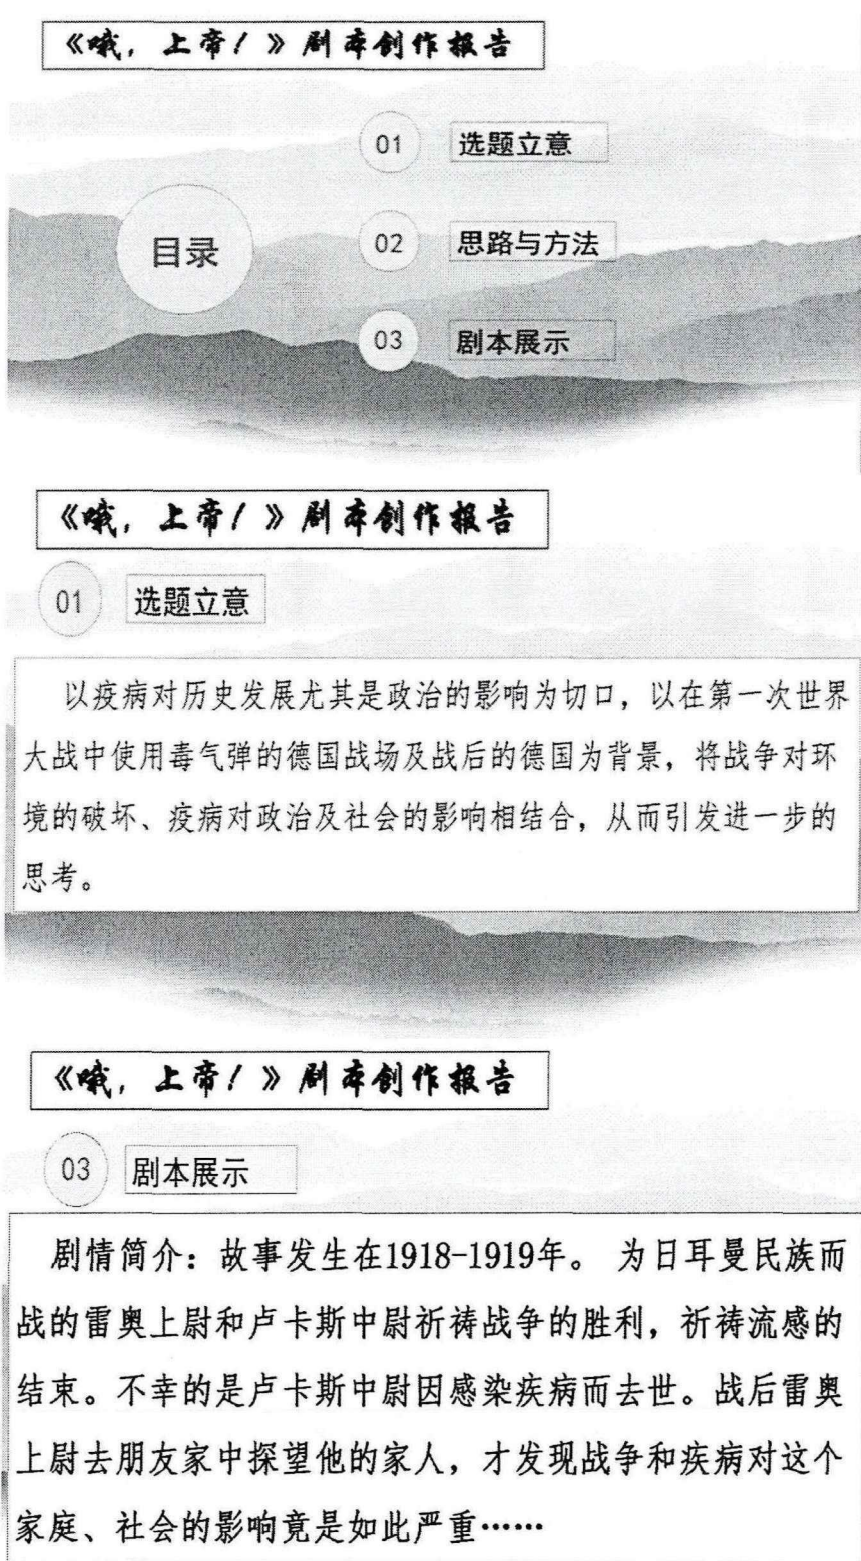 《哦，上帝！》剧本创作报告
01 选题立意
目录
02 思路与方法
03 剧本展示
《哦，上帝！》剧本创作报告
01 选题立意
以疫病对历史发展尤其是政治的影响为切口，以在第一次世界
大战中使用毒气弹的德国战场及战后的德国为背景，将战争对环
境的破坏、疫病对政治及社会的影响相结合，从而引发进一步的
思考。
《哦，上帝！》剧本创作报告
03 剧本展示
剧情简介：故事发生在1918-1919年。 为日耳曼民族而
战的雷奥上尉和卢卡斯中尉祈祷战争的胜利，祈祷流感的
结束。不幸的是卢卡斯中尉因感染疾病而去世。战后雷奥
上尉去朋友家中探望他的家人，才发现战争和疾病对这个
家庭、社会的影响竟是如此严重……